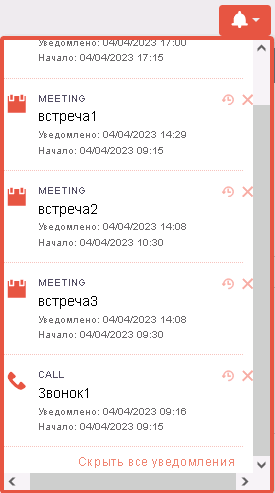 Уведомлено: 04/04/2023 17:00
Начало: 04/04/2023 17:15
MEETING
встреча1
Уведомлено: 04/04/2023 14:29
Начало: 04/04/2023 09:15
MEETING
встреча2
Уведомлено: 04/04/2023 14:08
Начало: 04/04/2023 10:30
MEETING
встреча3
Уведомлено: 04/04/2023 14:08
Начало: 04/04/2023 09:30
CALL
Звонок1
Уведомлено: 04/04/2023 09:16
Начало: 04/04/2023 09:15
Скрыть все уведомления